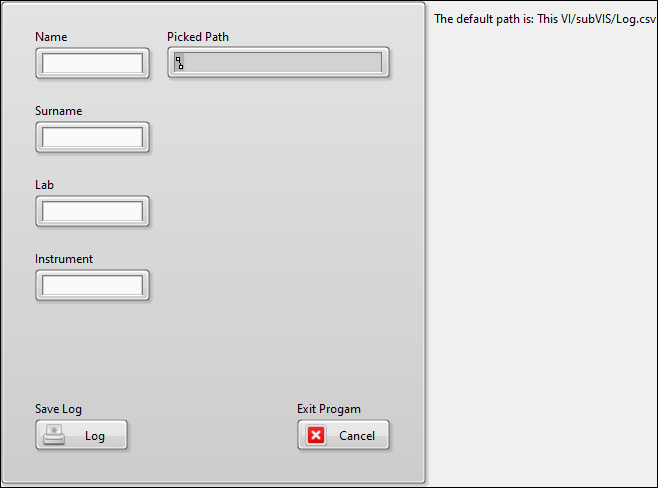 The default path is: This VI/subVIS/Log.csv
Name
Picked Path
Surname
Lab
Instrument
Save Log
Exit Progam
Log
Cancel